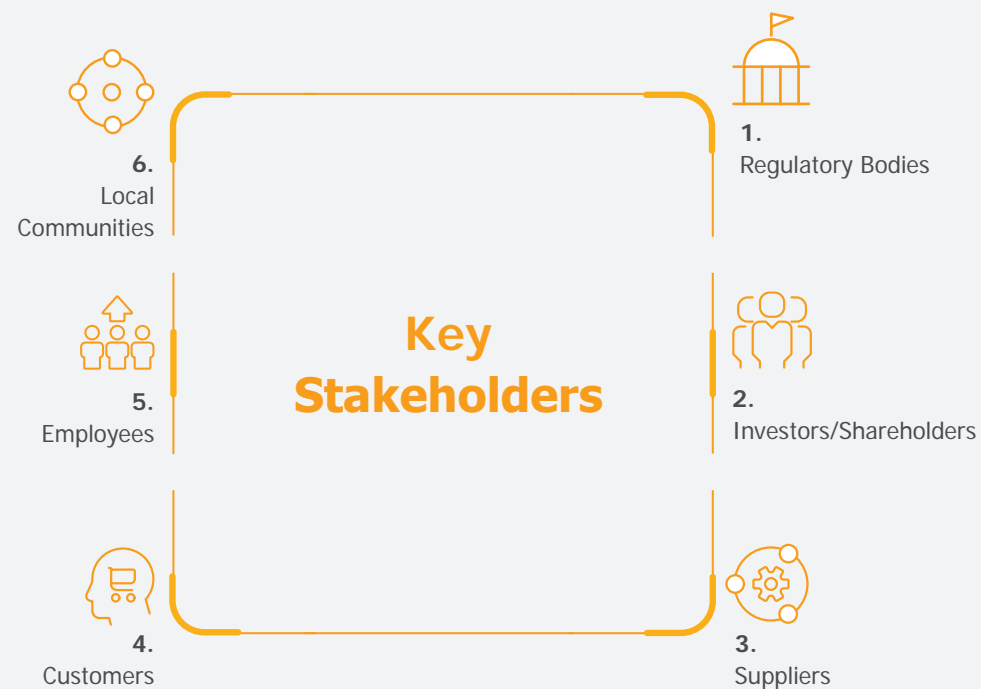 Key
Stakeholders
1.
Regulatory Bodies
2.
Investors/Shareholders
3.
Suppliers
4.
Customers
5.
Employees
6.
Local
Communities